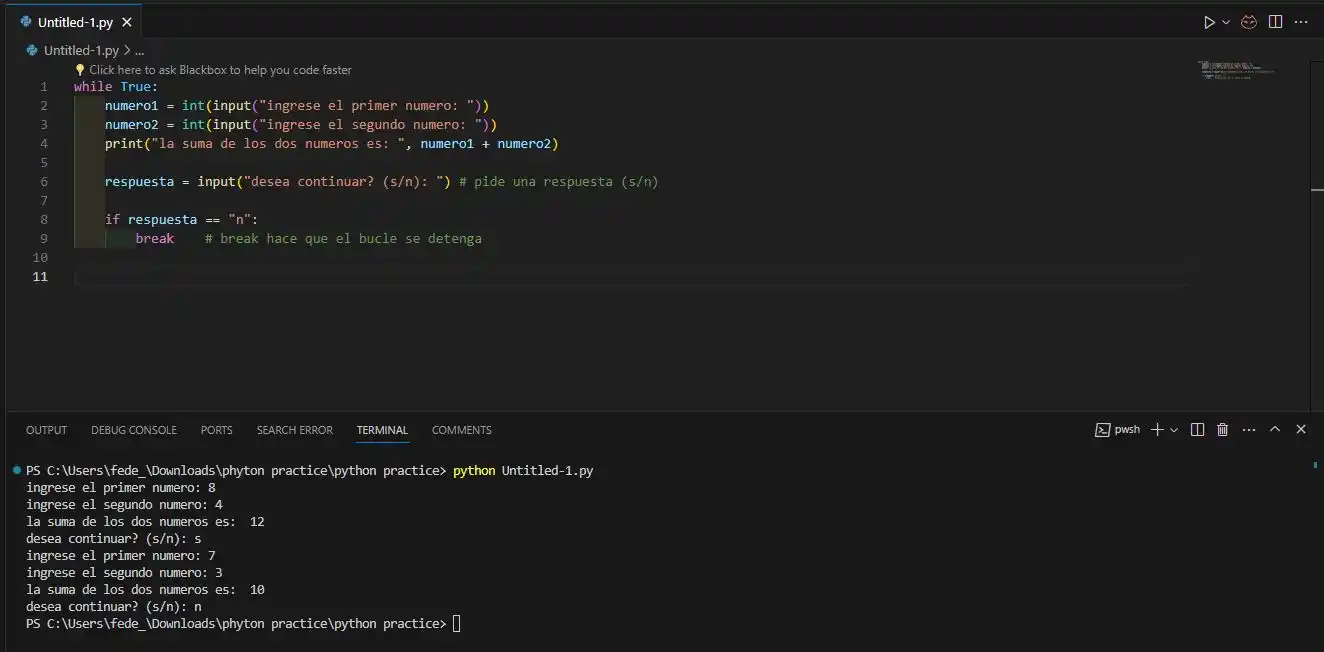 Untitled-1.py
Untitled-1.py > ...
Click here to ask Blackbox to help you code faster
1 while True:
2     numero1 = int(input("ingrese el primer numero: "))
3     numero2 = int(input("ingrese el segundo numero: "))
4     print("la suma de los dos numeros es: ", numero1 + numero2)
5
6     respuesta = input("desea continuar? (s/n): ") # pide una respuesta (s/n)
7
8     if respuesta == "n":
9         break    # break hace que el bucle se detenga
10
11
OUTPUT DEBUG CONSOLE PORTS SEARCH ERROR TERMINAL COMMENTS pwsh
PS C:\Users\fede_\Downloads\phyton practice\python practice> python Untitled-1.py
ingrese el primer numero: 8
ingrese el segundo numero: 4
la suma de los dos numeros es:  12
desea continuar? (s/n): s
ingrese el primer numero: 7
ingrese el segundo numero: 3
la suma de los dos numeros es:  10
desea continuar? (s/n): n
PS C:\Users\fede_\Downloads\phyton practice\python practice>